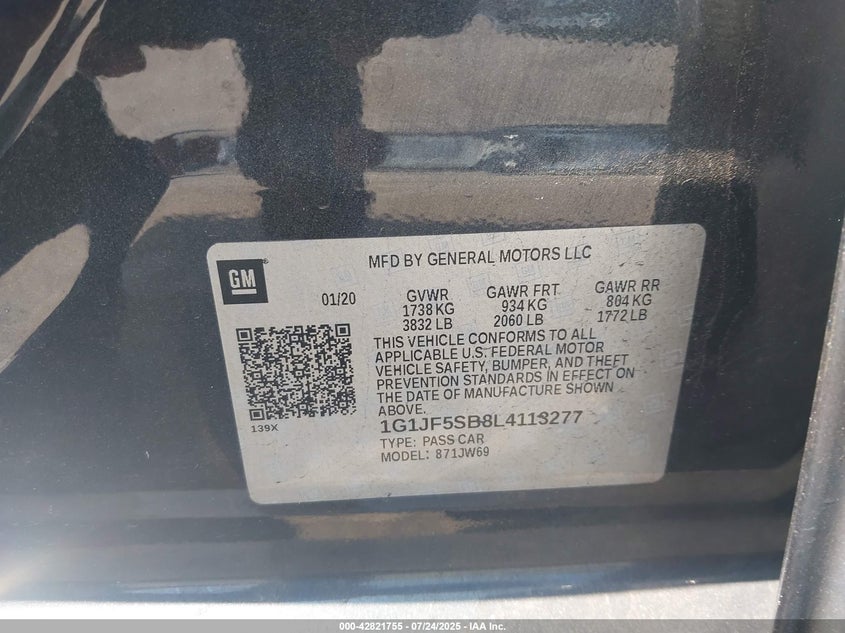 GM
MFD BY GENERAL MOTORS LLC
01/20 GVWR GAWR FRT GAWR RR
1738 KG 934 KG 804 KG
3832 LB 2060 LB 1772 LB
THIS VEHICLE CONFORMS TO ALL
APPLICABLE U.S. FEDERAL MOTOR
VEHICLE SAFETY, BUMPER, AND THEFT
PREVENTION STANDARDS IN EFFECT ON
THE DATE OF MANUFACTURE SHOWN
ABOVE.
139X
1G1JF5SB8L4113277
TYPE: PASS CAR
MODEL: 871JW69
000-42821755 - 07/24/2025 - IAA Inc.